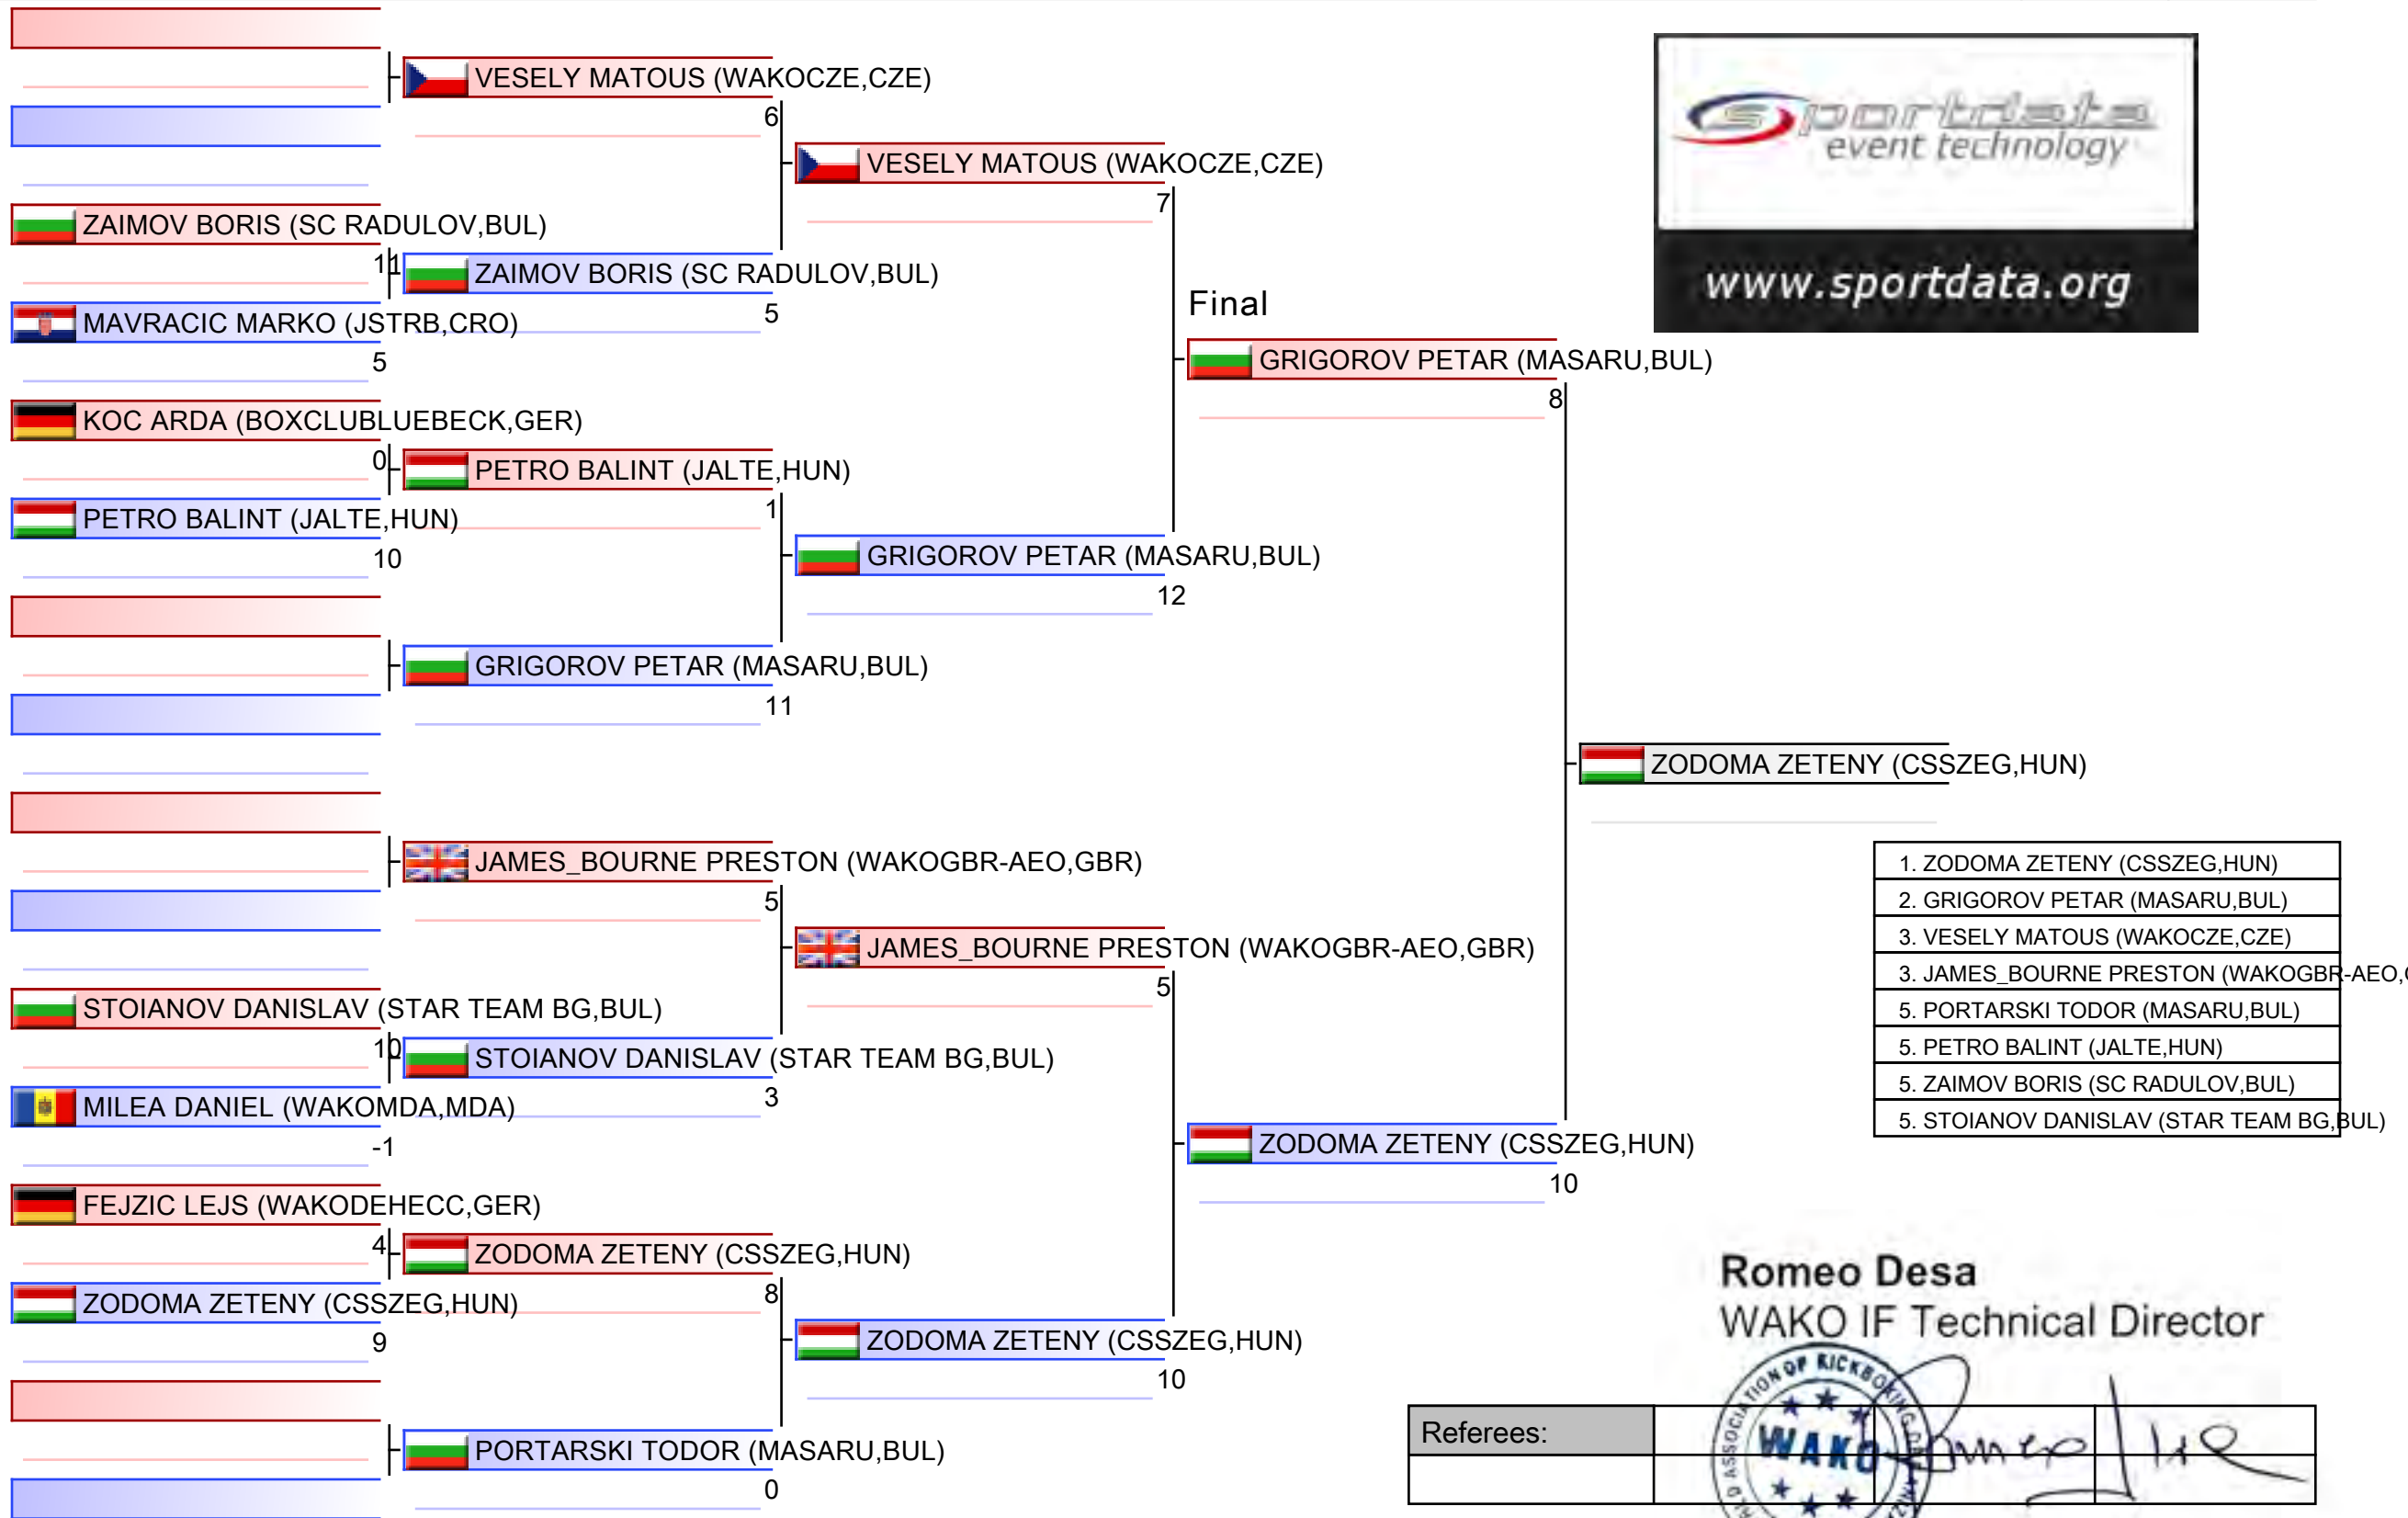 VESELY MATOUS (WAKOCZE,CZE)
6
VESELY MATOUS (WAKOCZE,CZE)
7
ZAIMOV BORIS (SC RADULOV,BUL)
11
ZAIMOV BORIS (SC RADULOV,BUL)
5
MAVRACIC MARKO (JSTRB,CRO)
5
Final
GRIGOROV PETAR (MASARU,BUL)
8
KOC ARDA (BOXCLUBLUEBECK,GER)
0
PETRO BALINT (JALTE,HUN)
1
PETRO BALINT (JALTE,HUN)
10
GRIGOROV PETAR (MASARU,BUL)
12
GRIGOROV PETAR (MASARU,BUL)
11
ZODOMA ZETENY (CSSZEG,HUN)
JAMES_BOURNE PRESTON (WAKOGBR-AEO,GBR)
5
JAMES_BOURNE PRESTON (WAKOGBR-AEO,GBR)
5
STOIANOV DANISLAV (STAR TEAM BG,BUL)
10
STOIANOV DANISLAV (STAR TEAM BG,BUL)
3
MILEA DANIEL (WAKOMDA,MDA)
-1
ZODOMA ZETENY (CSSZEG,HUN)
10
FEJZIC LEJS (WAKODEHECC,GER)
4
ZODOMA ZETENY (CSSZEG,HUN)
8
ZODOMA ZETENY (CSSZEG,HUN)
9
ZODOMA ZETENY (CSSZEG,HUN)
10
PORTARSKI TODOR (MASARU,BUL)
0
sportdata
event technology
www.sportdata.org
1. ZODOMA ZETENY (CSSZEG,HUN)
2. GRIGOROV PETAR (MASARU,BUL)
3. VESELY MATOUS (WAKOCZE,CZE)
3. JAMES_BOURNE PRESTON (WAKOGBR-AEO,
5. PORTARSKI TODOR (MASARU,BUL)
5. PETRO BALINT (JALTE,HUN)
5. ZAIMOV BORIS (SC RADULOV,BUL)
5. STOIANOV DANISLAV (STAR TEAM BG,BUL)
Romeo Desa
WAKO IF Technical Director
Referees:
ASSOCIATION OF KICKBOXING
WAKO